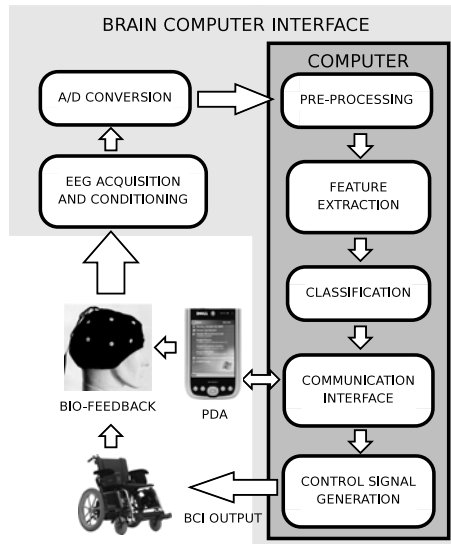 BRAIN COMPUTER INTERFACE
COMPUTER
A/D CONVERSION
PRE-PROCESSING
EEG ACQUISITION
AND CONDITIONING
FEATURE
EXTRACTION
CLASSIFICATION
BIO-FEEDBACK
PDA
COMMUNICATION
INTERFACE
BCI OUTPUT
CONTROL SIGNAL
GENERATION